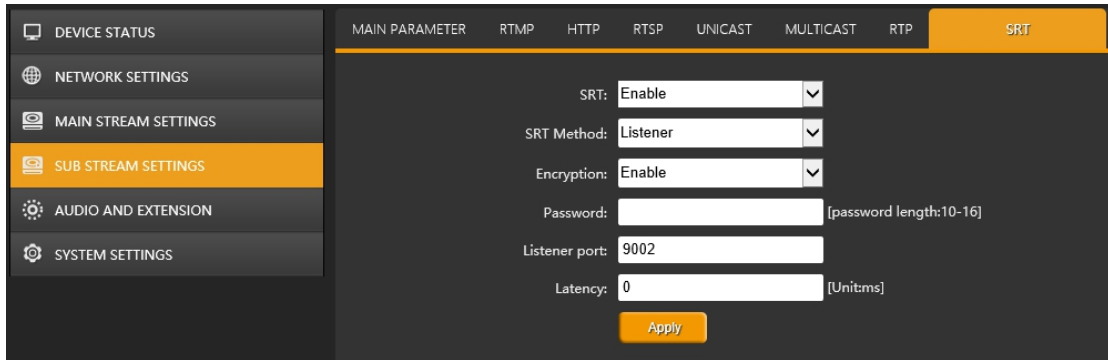 DEVICE STATUS
NETWORK SETTINGS
MAIN STREAM SETTINGS
SUB STREAM SETTINGS
AUDIO AND EXTENSION
SYSTEM SETTINGS
MAIN PARAMETER RTMP HTTP RTSP UNICAST MULTICAST RTP SRT
SRT: Enable
SRT Method: Listener
Encryption: Enable
Password: [password length:10-16]
Listener port: 9002
Latency: 0 [Unit:ms]
Apply